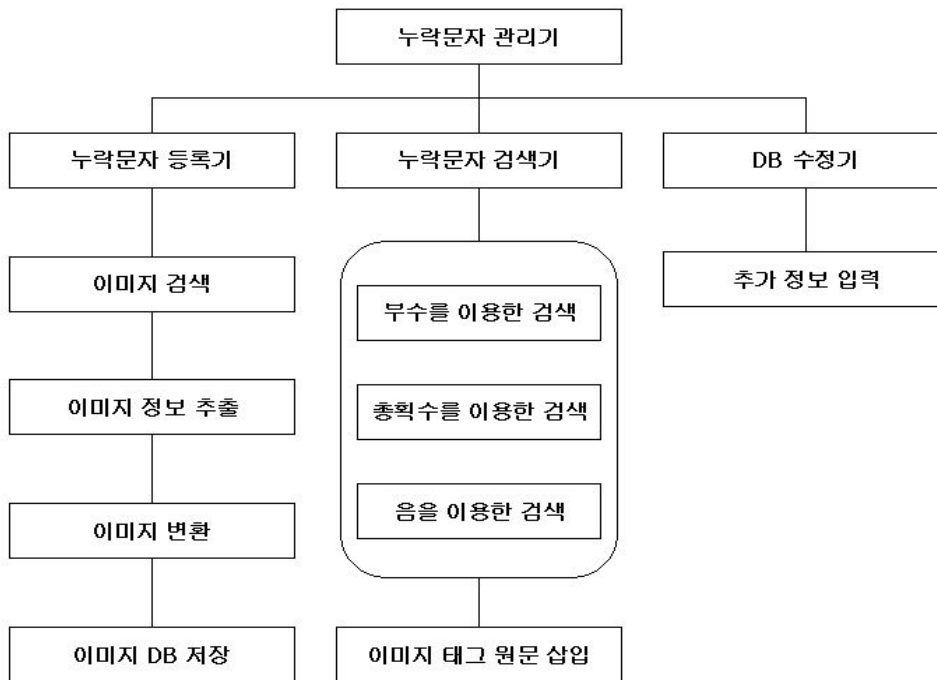 누락문자 관리기
누락문자 등록기
누락문자 검색기
DB 수정기
이미지 검색
추가 정보 입력
부수를 이용한 검색
이미지 정보 추출
총획수를 이용한 검색
음을 이용한 검색
이미지 변환
이미지 DB 저장
이미지 태그 원문 삽입